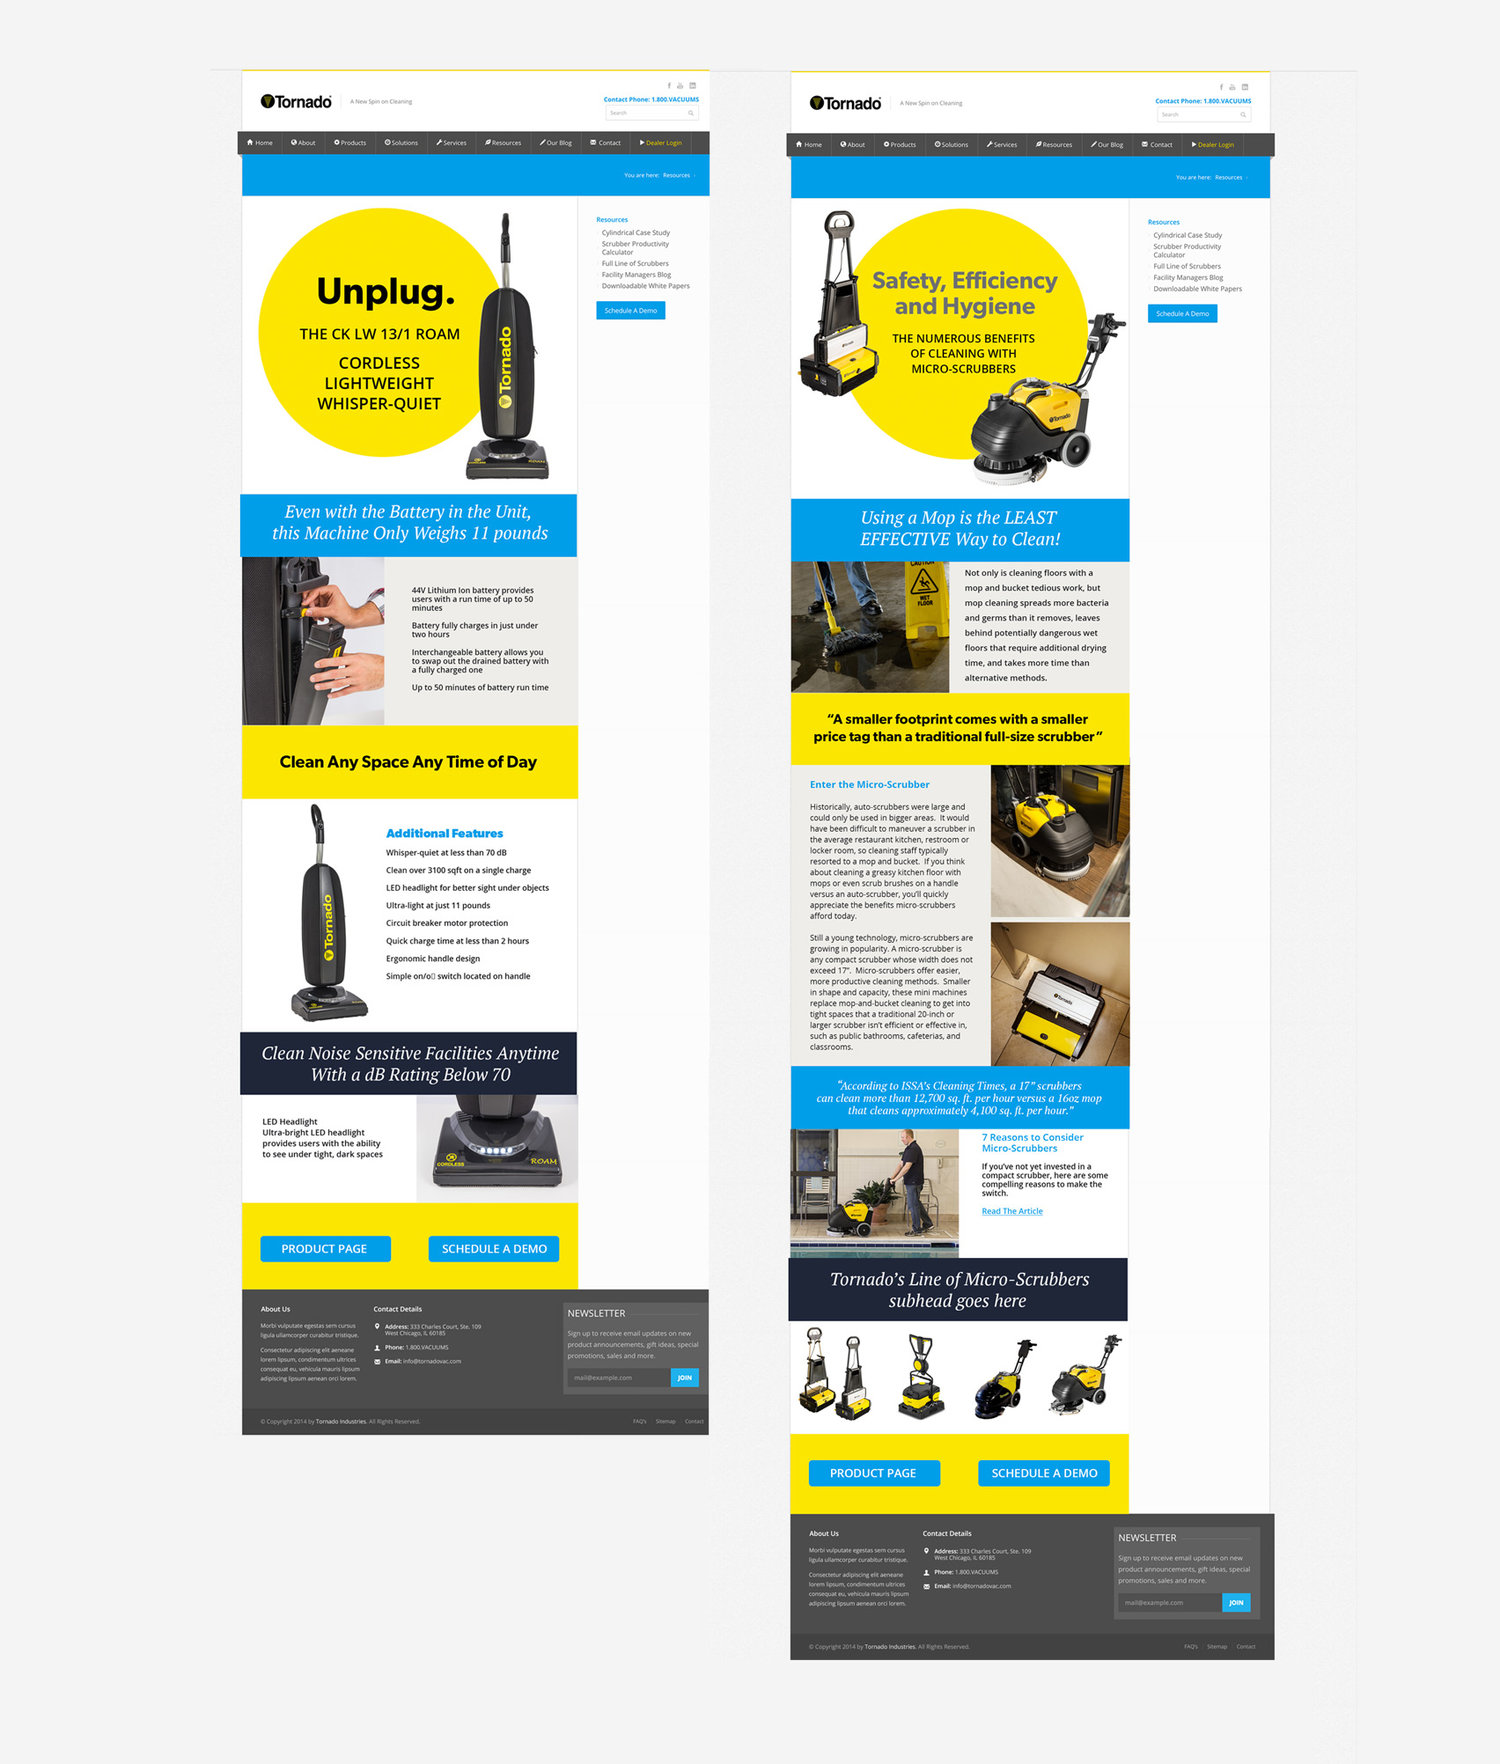 Tornado
A New Spin on Cleaning
Contact Phone: 1.800.VACUUMS
Search
Home About Products Solutions Services Resources Our Blog Contact Dealer Login
You are here: Resources
Unplug.
THE CK LW 13/1 ROAM
CORDLESS
LIGHTWEIGHT
WHISPER-QUIET
Tornado
CORDLESS ROAM
Resources
Cylindrical Case Study
Scrubber Productivity
Calculator
Full Line of Scrubbers
Facility Managers Blog
Downloadable White Papers
Schedule A Demo
Even with the Battery in the Unit,
this Machine Only Weighs 11 pounds
44V Lithium Ion battery provides
users with a run time of up to 50
minutes
Battery fully charges in just under
two hours
Interchangeable battery allows you
to swap out the drained battery with
a fully charged one
Up to 50 minutes of battery run time
Clean Any Space Any Time of Day
Tornado
Additional Features
Whisper-quiet at less than 70 dB
Clean over 3100 sqft on a single charge
LED headlight for better sight under objects
Ultra-light at just 11 pounds
Circuit breaker motor protection
Quick charge time at less than 2 hours
Ergonomic handle design
Simple on/o▯ switch located on handle
Clean Noise Sensitive Facilities Anytime
With a dB Rating Below 70
LED Headlight
Ultra-bright LED headlight
provides users with the ability
to see under tight, dark spaces
CORDLESS ROAM
PRODUCT PAGE SCHEDULE A DEMO
About Us
Morbi vulputate egestas sem cursus
ligula ullamcorper curabitur tristique.
Consectetur adipiscing elit aeneane
lorem lipsum, condimentum ultrices
consequat eu, vehicula mauris lipsum
adipiscing lipsum aenean orci lorem.
Contact Details
Address: 333 Charles Court, Ste. 109
West Chicago, IL 60185
Phone: 1.800.VACUUMS
Email: info@tornadovac.com
NEWSLETTER
Sign up to receive email updates on new
product announcements, gift ideas, special
promotions, sales and more.
mail@example.com JOIN
© Copyright 2014 by Tornado Industries. All Rights Reserved.
FAQ's Sitemap Contact
Tornado
A New Spin on Cleaning
Contact Phone: 1.800.VACUUMS
Search
Home About Products Solutions Services Resources Our Blog Contact Dealer Login
You are here: Resources
Safety, Efficiency
and Hygiene
THE NUMEROUS BENEFITS
OF CLEANING WITH
MICRO-SCRUBBERS
Tornado
Resources
Cylindrical Case Study
Scrubber Productivity
Calculator
Full Line of Scrubbers
Facility Managers Blog
Downloadable White Papers
Schedule A Demo
Using a Mop is the LEAST
EFFECTIVE Way to Clean!
CAUTION
WET
FLOOR
Not only is cleaning floors with a
mop and bucket tedious work, but
mop cleaning spreads more bacteria
and germs than it removes, leaves
behind potentially dangerous wet
floors that require additional drying
time, and takes more time than
alternative methods.
“A smaller footprint comes with a smaller
price tag than a traditional full-size scrubber”
Enter the Micro-Scrubber
Historically, auto-scrubbers were large and
could only be used in bigger areas. It would
have been difficult to maneuver a scrubber in
the average restaurant kitchen, restroom or
locker room, so cleaning staff typically
resorted to a mop and bucket. If you think
about cleaning a greasy kitchen floor with
mops or even scrub brushes on a handle
versus an auto-scrubber, you'll quickly
appreciate the benefits micro-scrubbers
afford today.
Still a young technology, micro-scrubbers are
growing in popularity. A micro-scrubber is
any compact scrubber whose width does not
exceed 17”. Micro-scrubbers offer easier,
more productive cleaning methods. Smaller
in shape and capacity, these mini machines
replace mop-and-bucket cleaning to get into
tight spaces that a traditional 20-inch or
larger scrubber isn't efficient or effective in,
such as public bathrooms, cafeterias, and
classrooms.
Tornado
“According to ISSA's Cleaning Times, a 17” scrubbers
can clean more than 12,700 sq. ft. per hour versus a 16oz mop
that cleans approximately 4,100 sq. ft. per hour.”
7 Reasons to Consider
Micro-Scrubbers
If you've not yet invested in a
compact scrubber, here are some
compelling reasons to make the
switch.
Read The Article
Tornado's Line of Micro-Scrubbers
subhead goes here
PRODUCT PAGE SCHEDULE A DEMO
About Us
Morbi vulputate egestas sem cursus
ligula ullamcorper curabitur tristique.
Consectetur adipiscing elit aeneane
lorem lipsum, condimentum ultrices
consequat eu, vehicula mauris lipsum
adipiscing lipsum aenean orci lorem.
Contact Details
Address: 333 Charles Court, Ste. 109
West Chicago, IL 60185
Phone: 1.800.VACUUMS
Email: info@tornadovac.com
NEWSLETTER
Sign up to receive email updates on new
product announcements, gift ideas, special
promotions, sales and more.
mail@example.com JOIN
© Copyright 2014 by Tornado Industries. All Rights Reserved.
FAQ's Sitemap Contact